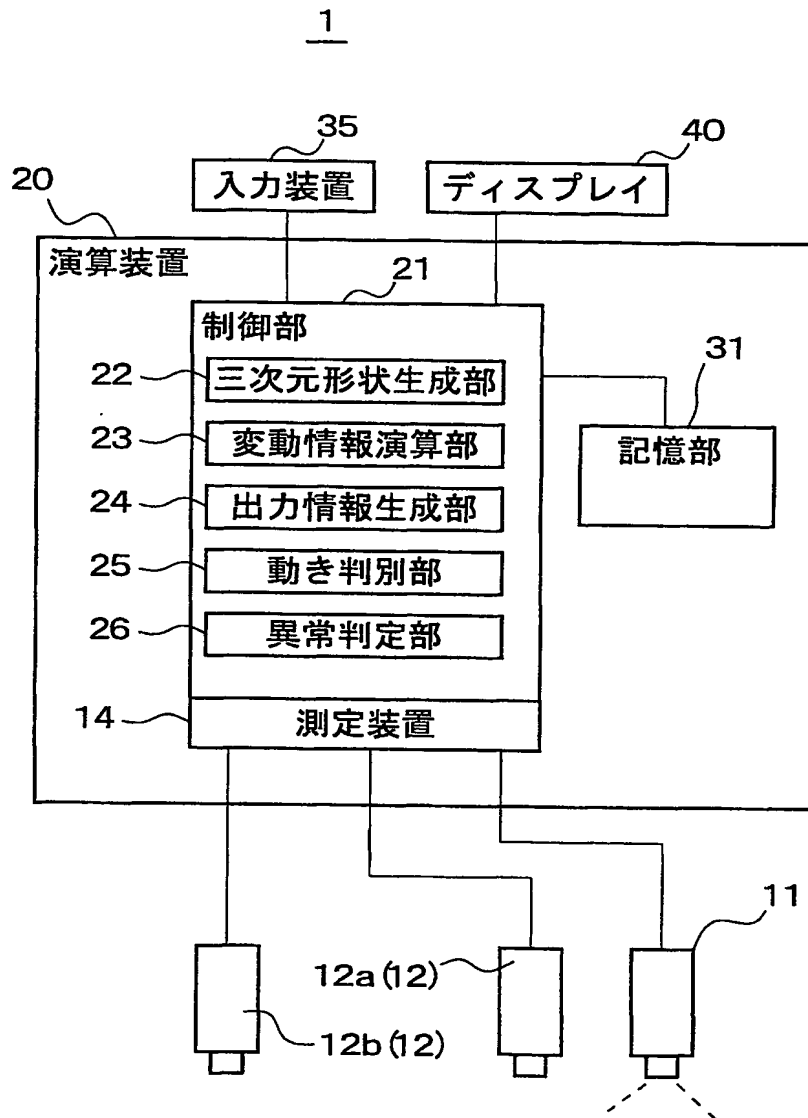 1
35
40
入力装置
ディスプレイ
20
演算装置
21
制御部
22
三次元形状生成部
31
23
変動情報演算部
記憶部
24
出力情報生成部
25
動き判別部
26
異常判定部
14
測定装置
11
12a(12)
12b(12)